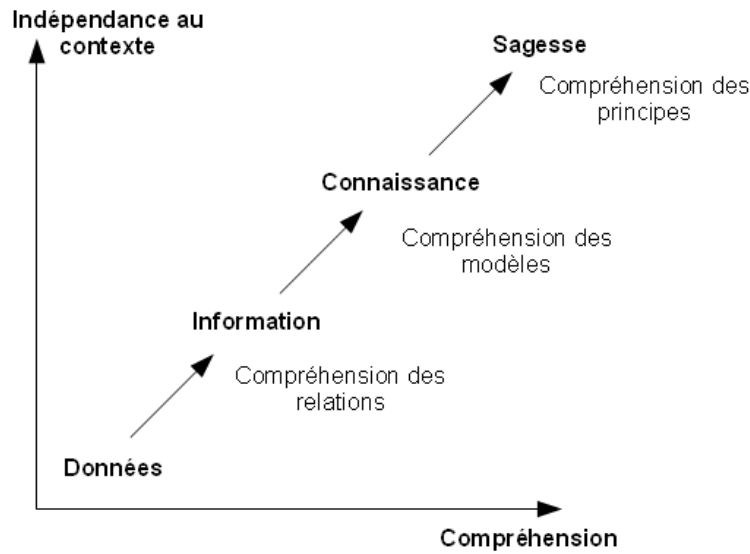 Indépendance au
contexte
Sagesse
Compréhension des
principes
Connaissance
Compréhension des
modèles
Information
Compréhension des
relations
Données
Compréhension